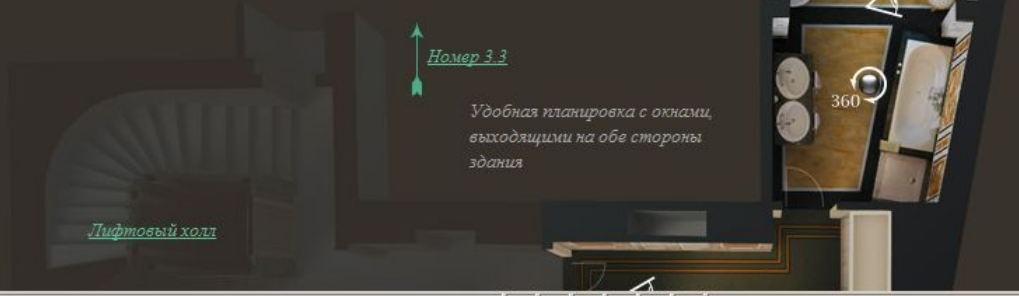 Номер 3.3
Удобная планировка с окнами,
выходящими на обе стороны
здания
360
Лифтовый холл